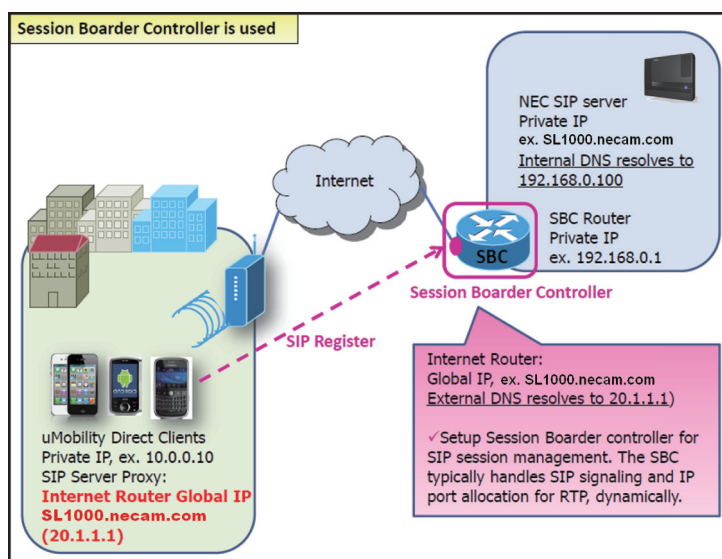 Session Boarder Controller is used
NEC SIP server
Private IP
ex. SL1000.necam.com
Internal DNS resolves to
192.168.0.100
SBC Router
Private IP
ex. 192.168.0.1
Internet
SBC
Session Boarder Controller
SIP Register
Internet Router:
Global IP, ex. SL1000.necam.com
External DNS resolves to 20.1.1.1)
✓Setup Session Boarder controller for
SIP session management. The SBC
typically handles SIP signaling and IP
port allocation for RTP, dynamically.
uMobility Direct Clients
Private IP, ex. 10.0.0.10
SIP Server Proxy:
Internet Router Global IP
SL1000.necam.com
(20.1.1.1)